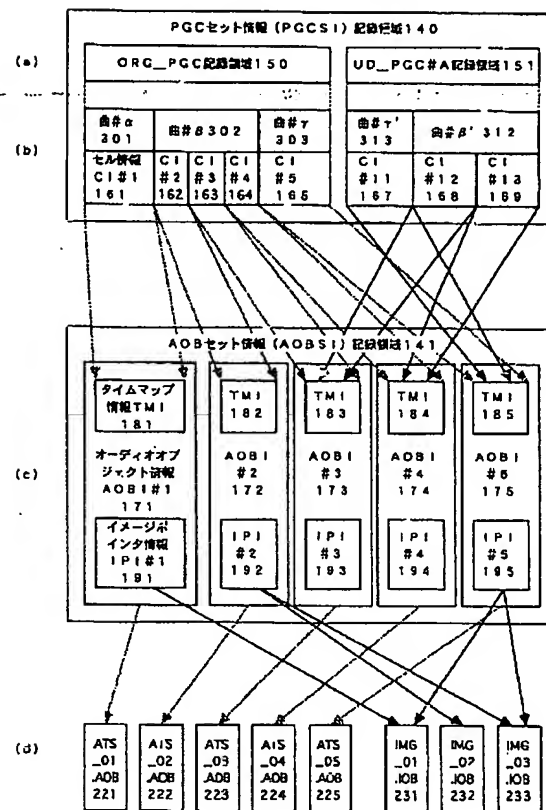 PGCセット情報(PGCSI)記録領域140
(a)
ORG_PGC記録領域150
UD_PGC#A記録領域151
(b)
曲#α
301
曲#β302
曲#γ
303
曲#γ'
313
曲#β'312
セル情報
CI#1
161
CI
#2
162
CI
#3
163
CI
#4
164
CI
#5
165
CI
#11
167
CI
#12
168
CI
#13
169
AOBセット情報(AOBSI)記録領域141
(c)
タイムマップ
情報TMI
181
TMI
182
TMI
183
TMI
184
TMI
185
オーディオオブ
ジェクト情報
AOBI#1
171
AOBI
#2
172
AOBI
#3
173
AOBI
#4
174
AOBI
175
イメージポ
インタ情報
IPI#1
191
IPI
#2
192
IPI
#3
193
IPI
#4
194
IPI
#5
195
(d)
ATS
_01
.AOB
221
ATS
_02
.AOB
222
ATS
_03
.AOB
223
ATS
_04
.AOB
224
ATS
_05
.AOB
225
IMG
_01
.IOB
231
IMG
_02
.IOB
232
IMG
_03
.IOB
233